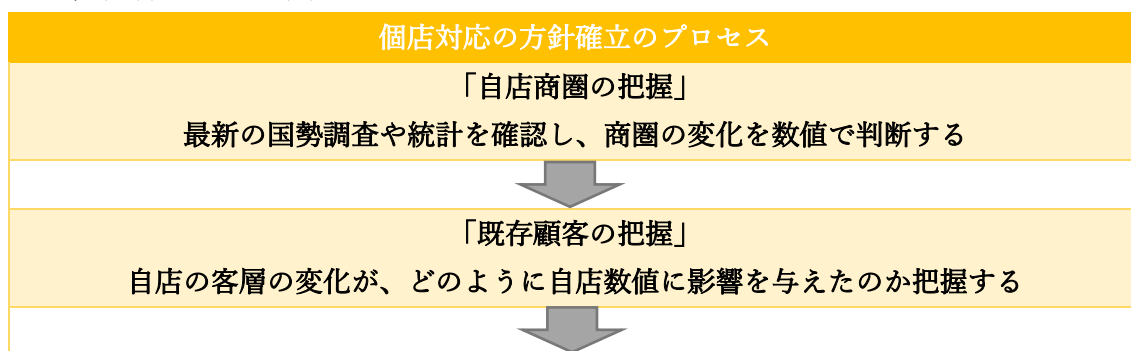 個店対応の方針確立のプロセス
「自店商圏の把握」
最新の国勢調査や統計を確認し、商圏の変化を数値で判断する
「既存顧客の把握」
自店の客層の変化が、どのように自店数値に影響を与えたのか把握する